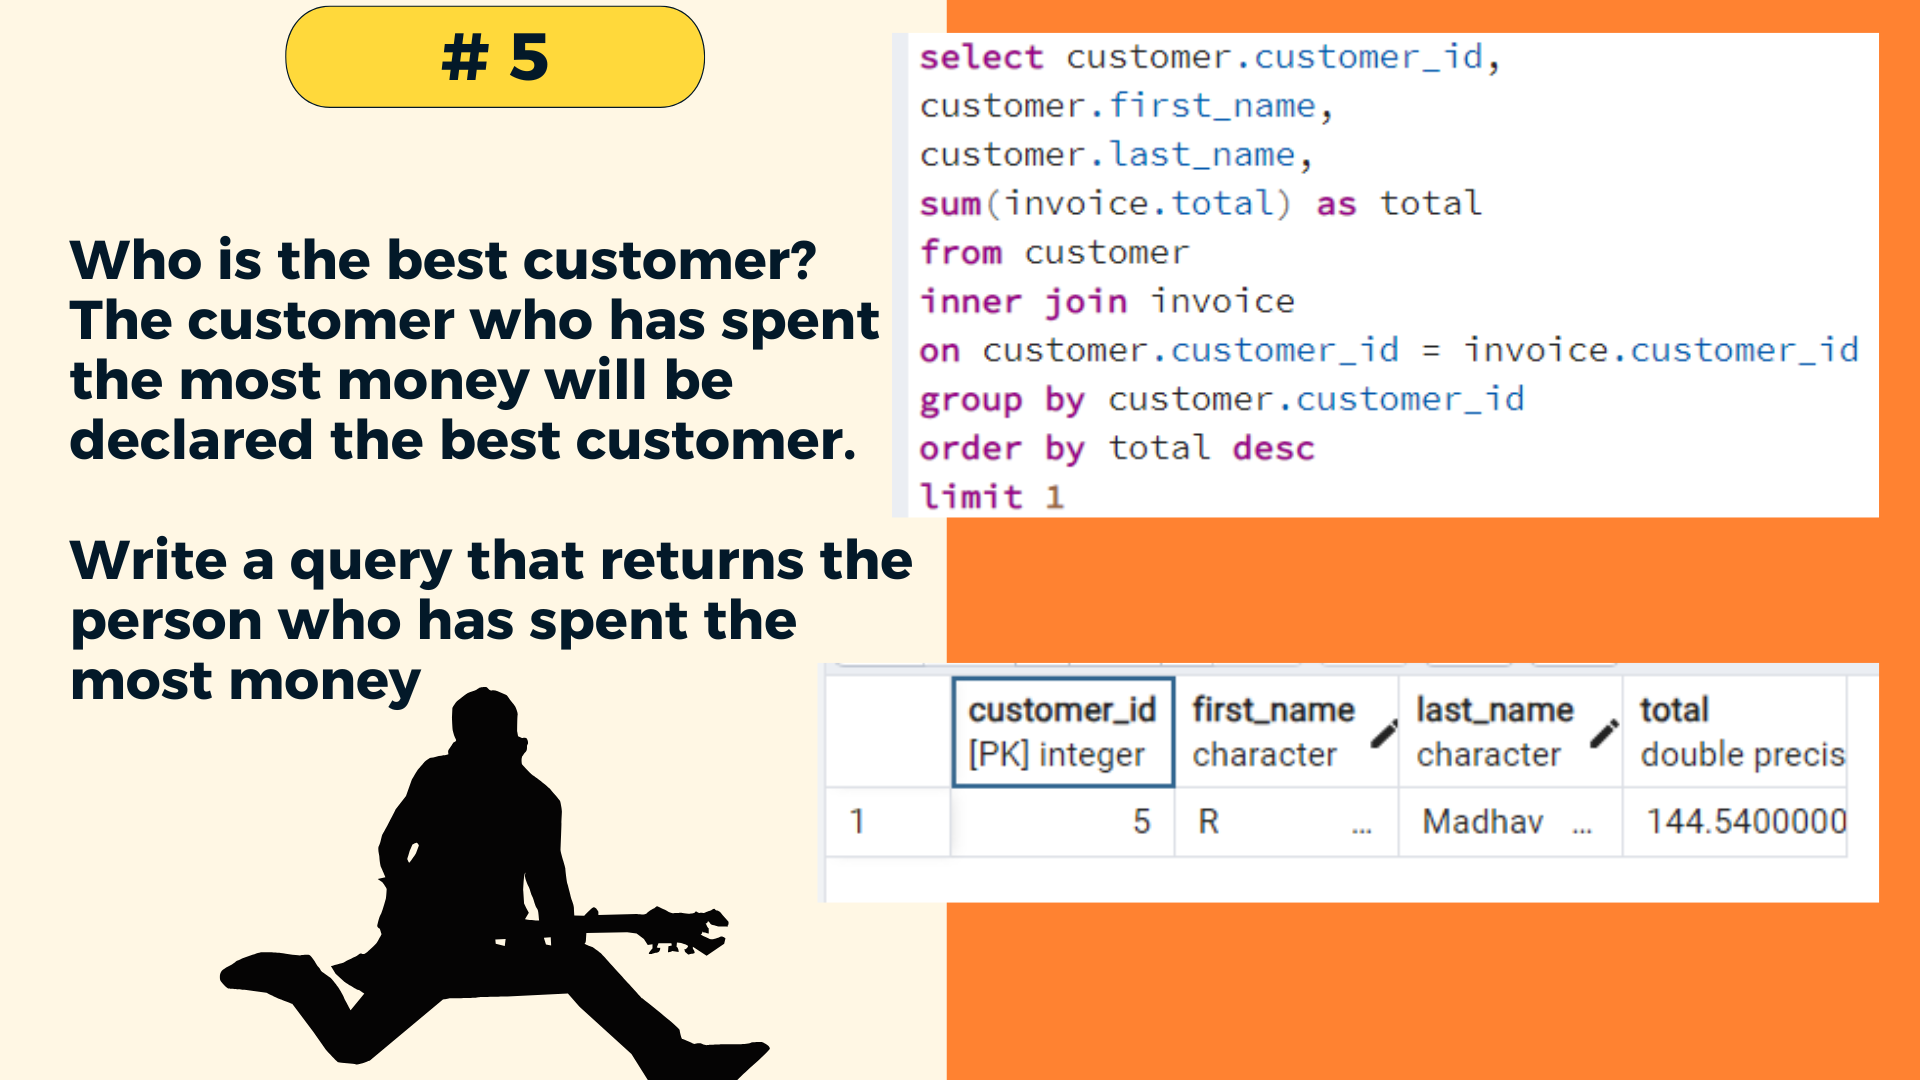 # 5
Who is the best customer?
The customer who has spent
the most money will be
declared the best customer.
Write a query that returns the
person who has spent the
most money
select customer.customer_id,
customer.first_name,
customer.last_name,
sum(invoice.total) as total
from customer
inner join invoice
on customer.customer_id = invoice.customer_id
group by customer.customer_id
order by total desc
limit 1
customer_id first_name last_name total
[PK] integer character character double precis
1 5 R ... Madhav ... 144.5400000